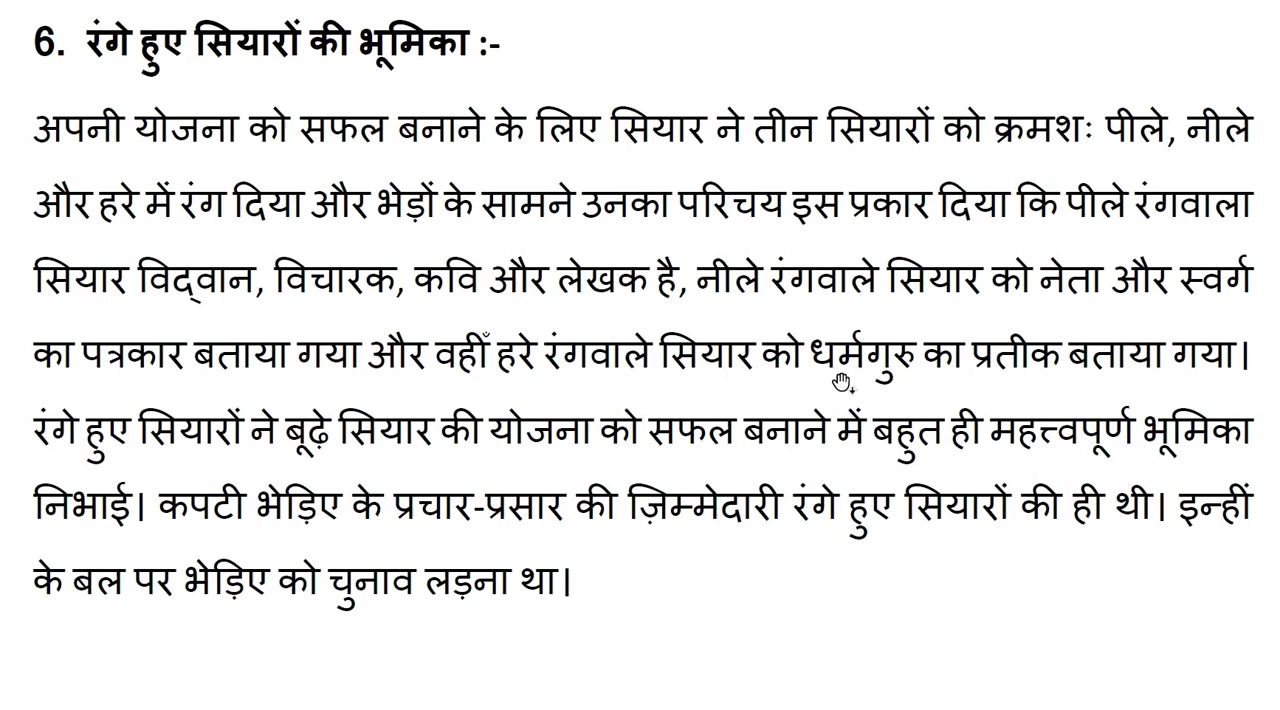 6. रंगे हुए सियारों की भूमिका :-
अपनी योजना को सफल बनाने के लिए सियार ने तीन सियारों को क्रमशः पीले, नीले
और हरे में रंग दिया और भेड़ों के सामने उनका परिचय इस प्रकार दिया कि पीले रंगवाला
सियार विद्‌वान, विचारक, कवि और लेखक है, नीले रंगवाले सियार को नेता और स्वर्ग
का पत्रकार बताया गया और वहीँ हरे रंगवाले सियार को धर्मगुरु का प्रतीक बताया गया।
रंगे हुए सियारों ने बूढ़े सियार की योजना को सफल बनाने में बहुत ही महत्त्वपूर्ण भूमिका
निभाई। कपटी भेड़िए के प्रचार-प्रसार की ज़िम्मेदारी रंगे हुए सियारों की ही थी। इन्हीं
के बल पर भेड़िए को चुनाव लड़ना था।